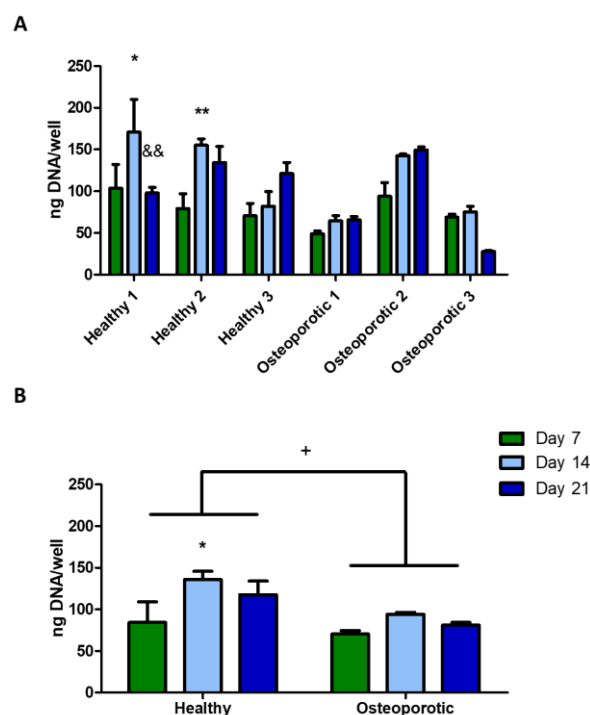 A
ng DNA/well
250
200
150
100
50
0
*
&&
**
Healthy 1
Healthy 2
Healthy 3
Osteoporotic 1
Osteoporotic 2
Osteoporotic 3
B
Day 7
Day 14
Day 21
+
ng DNA/well
250
200
150
100
50
0
*
Healthy
Osteoporotic